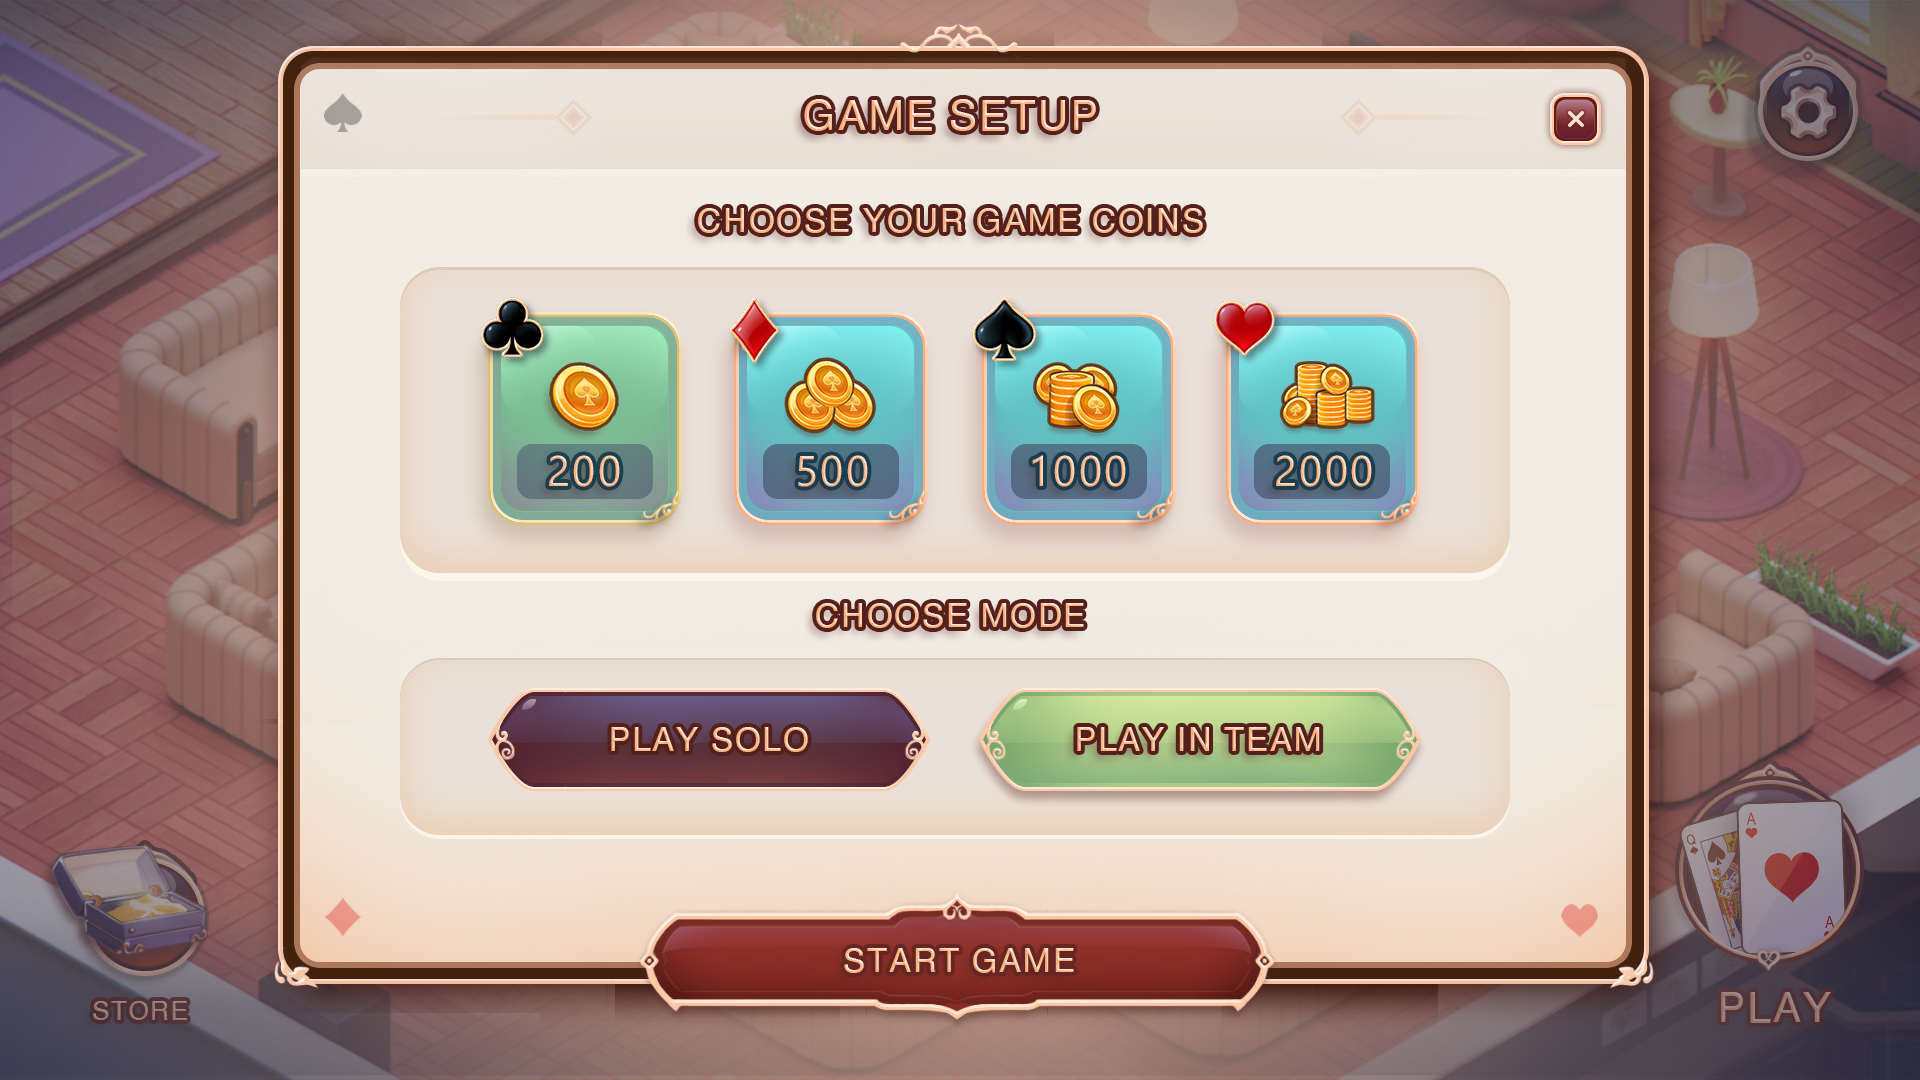 GAME SETUP
CHOOSE YOUR GAME COINS
200
500
1000
2000
CHOOSE MODE
PLAY SOLO
PLAY IN TEAM
START GAME
STORE
PLAY
Q
A
A